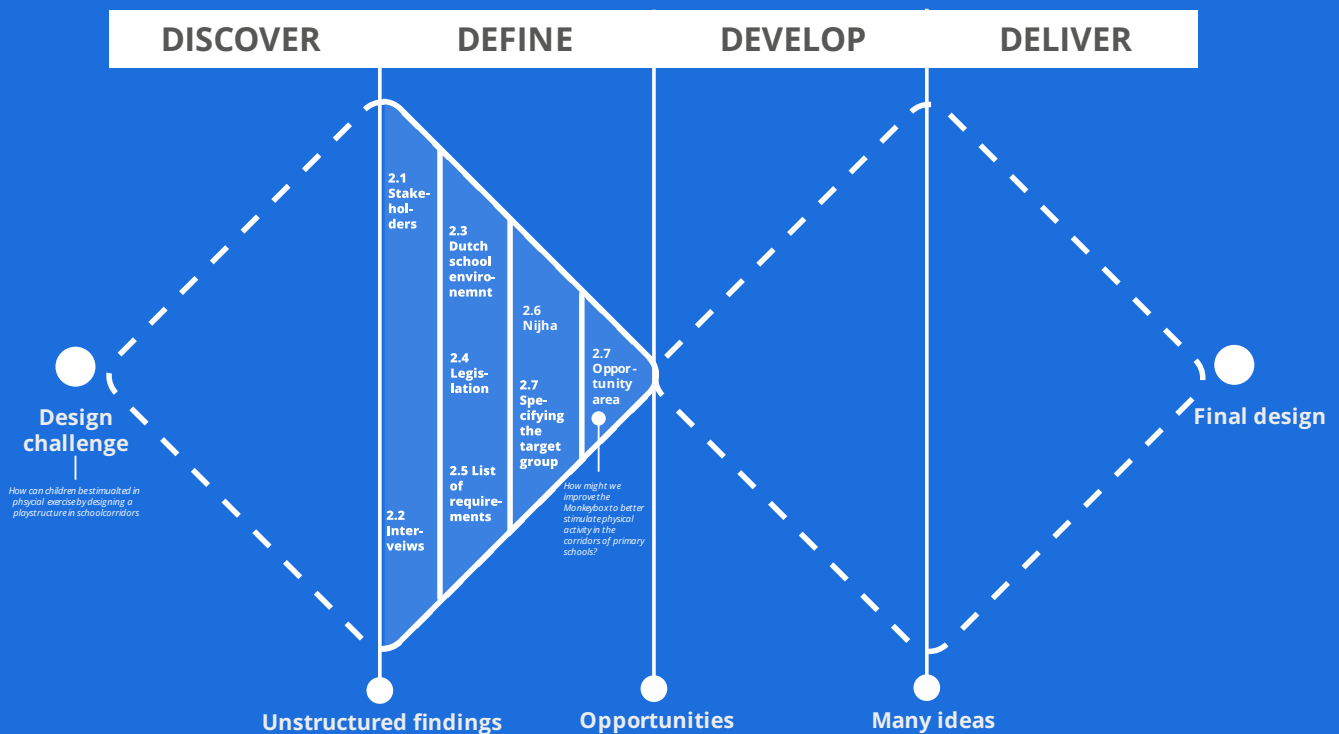 DISCOVER
DEFINE
DEVELOP
DELIVER
2.1
Stake-
hol-
ders
2.2
Inter-
veiws
2.3
Dutch
school
enviro-
nemnt
2.4
Legis-
lation
2.5 List
of
require-
ments
2.6
Nijha
2.7
Spe-
cifying
the
target
group
2.7
Oppor-
tunity
area
How might we
improve the
Monkeybox to better
stimulate physical
activity in the
corridors of primary
schools?
Design
challenge
How can children be stimualted in
phsycial exercise by designing a
playstructure in schoolcorridors
Final design
Unstructured findings
Opportunities
Many ideas